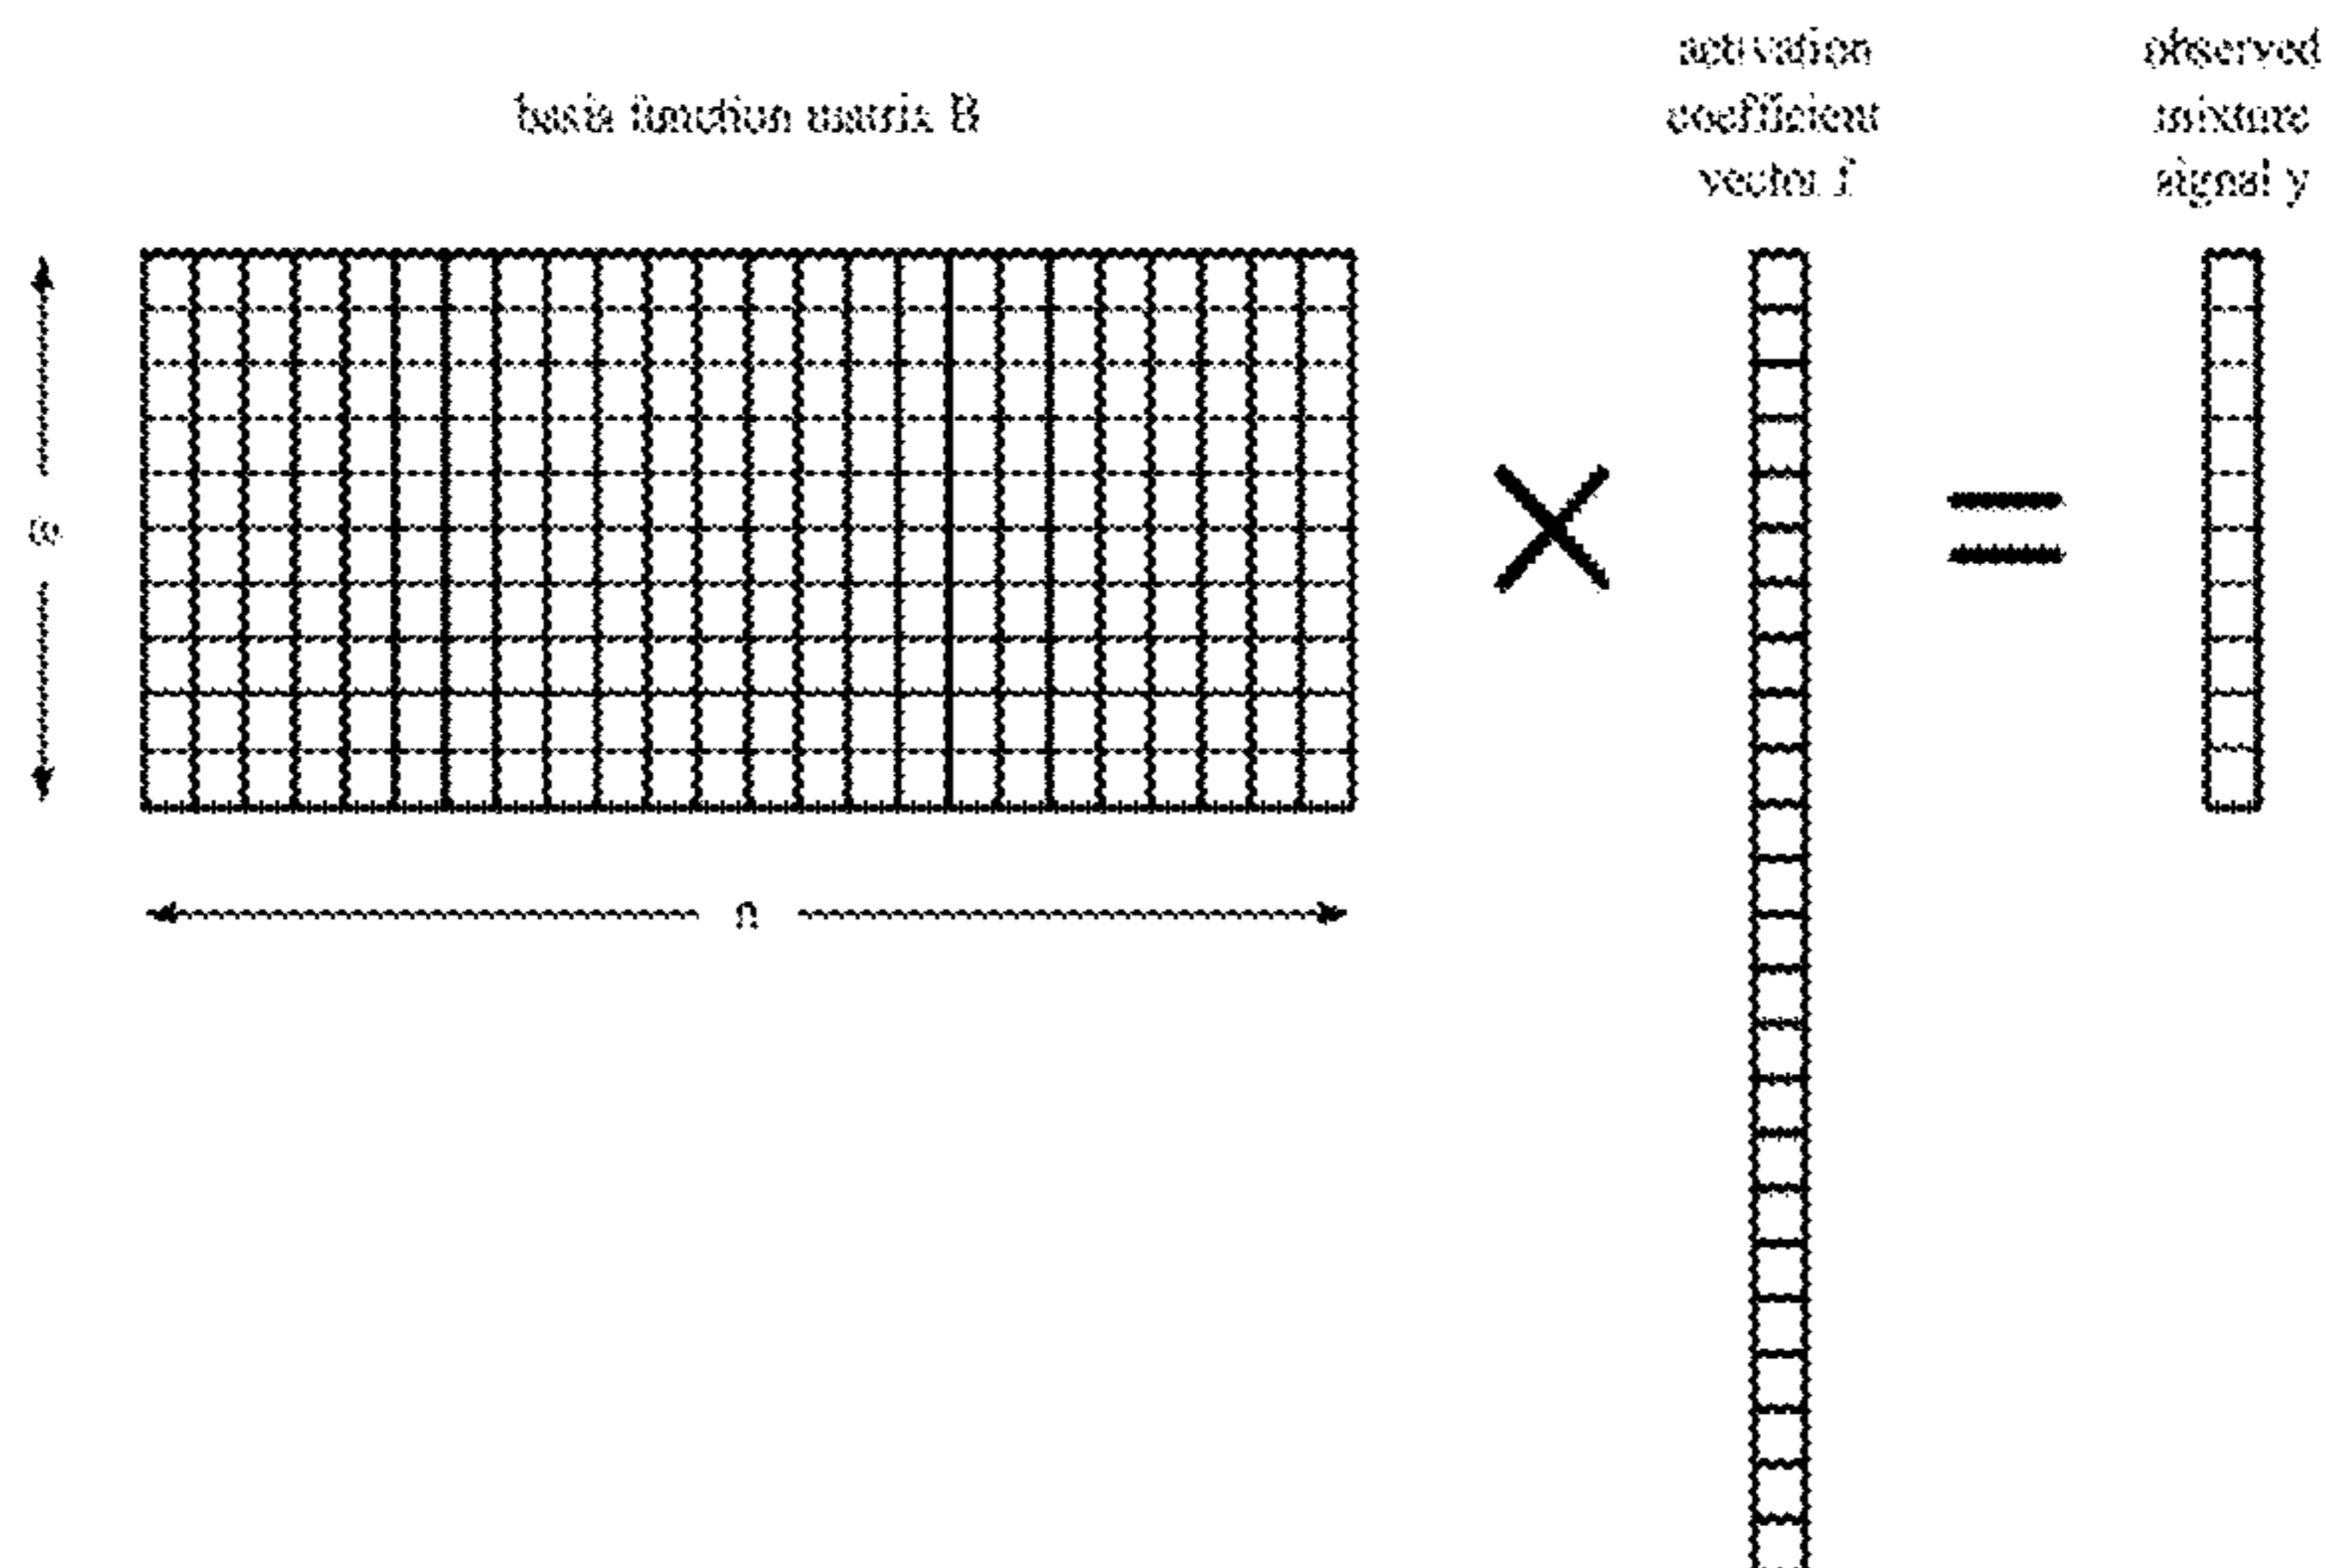 basis function matrix B
activation
coefficient
vector f
observed
mixture
signal y
ω
n